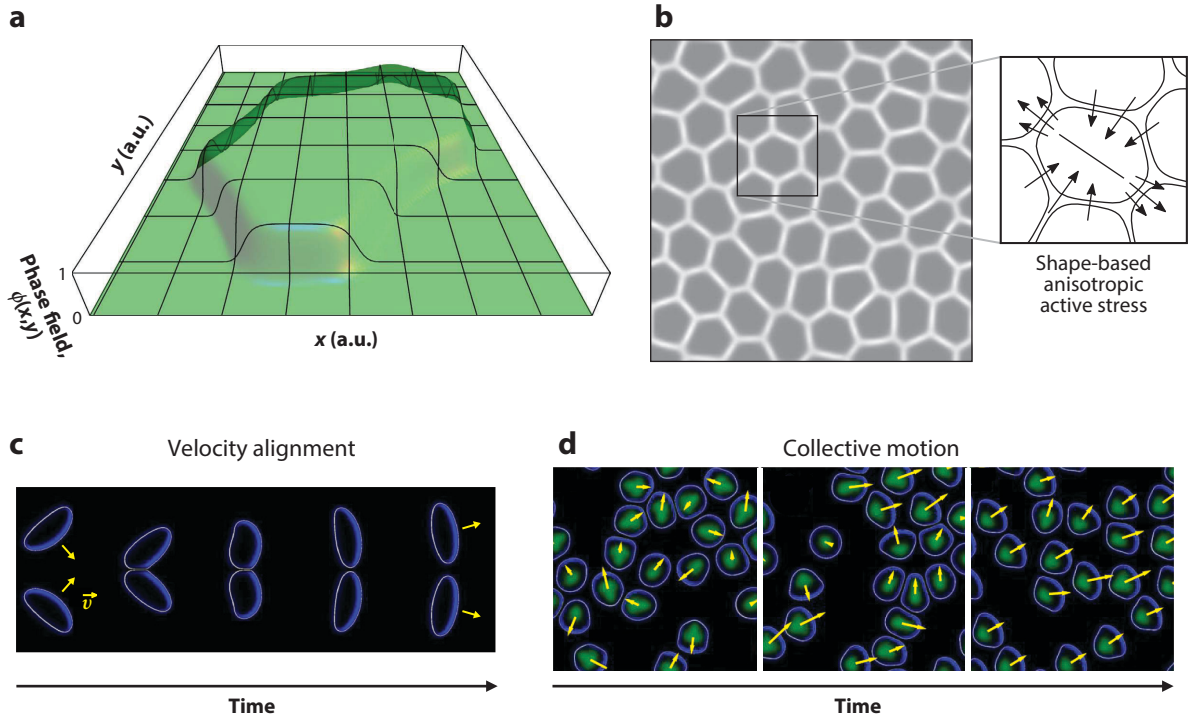 a
y (a.u.)
1
0
Phase field,
ϕ(x,y)
x (a.u.)
b
Shape-based
anisotropic
active stress
c
Velocity alignment
v⃗
Time
d
Collective motion
Time